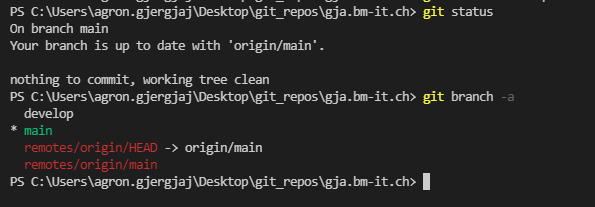 PS C:\Users\agron.gjergjaj\Desktop\git_repos\gja.bm-it.ch> git status
On branch main
Your branch is up to date with 'origin/main'.
nothing to commit, working tree clean
PS C:\Users\agron.gjergjaj\Desktop\git_repos\gja.bm-it.ch> git branch -a
  develop
* main
  remotes/origin/HEAD -> origin/main
  remotes/origin/main
PS C:\Users\agron.gjergjaj\Desktop\git_repos\gja.bm-it.ch>